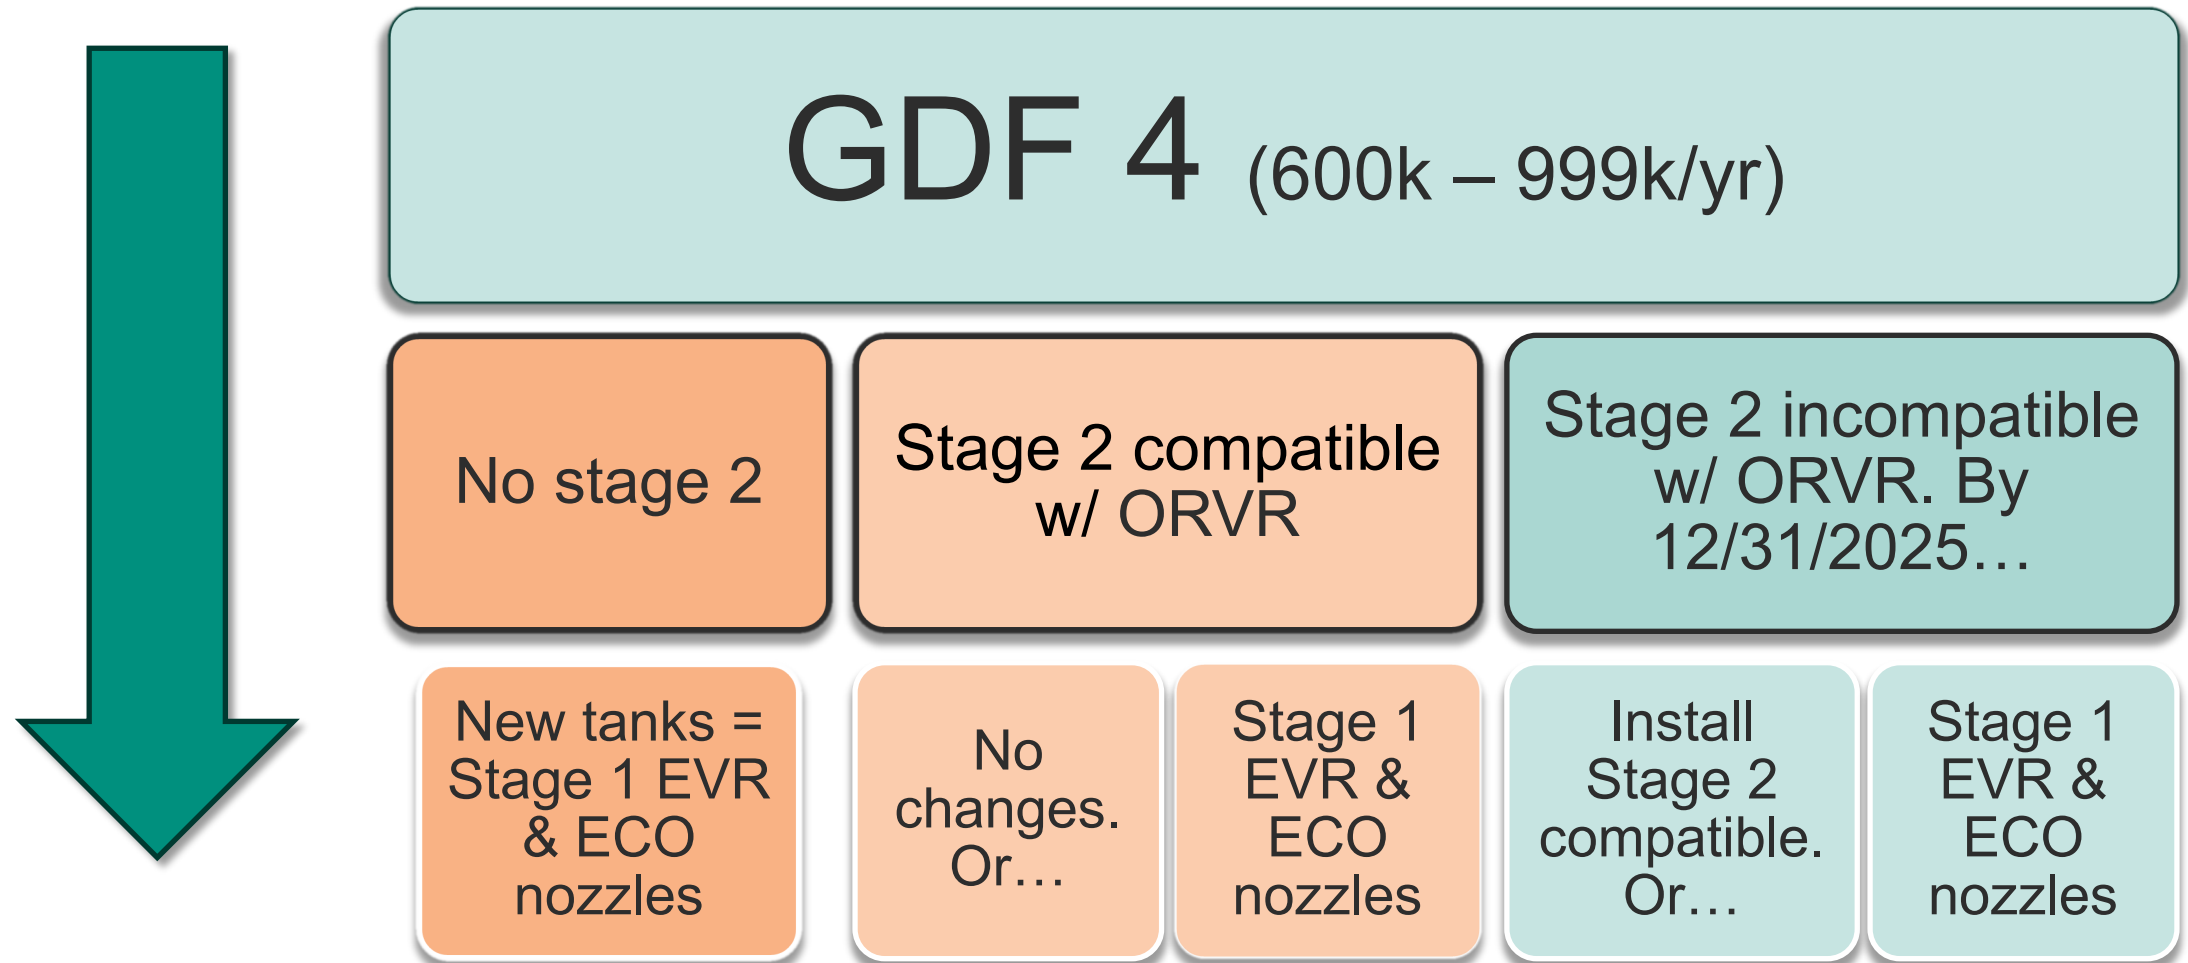 GDF 4 (600k – 999k/yr)
No stage 2
Stage 2 compatible
w/ ORVR
Stage 2 incompatible
w/ ORVR. By
12/31/2025…
New tanks =
Stage 1 EVR
& ECO
nozzles
No
changes.
Or…
Stage 1
EVR &
ECO
nozzles
Install
Stage 2
compatible.
Or…
Stage 1
EVR &
ECO
nozzles